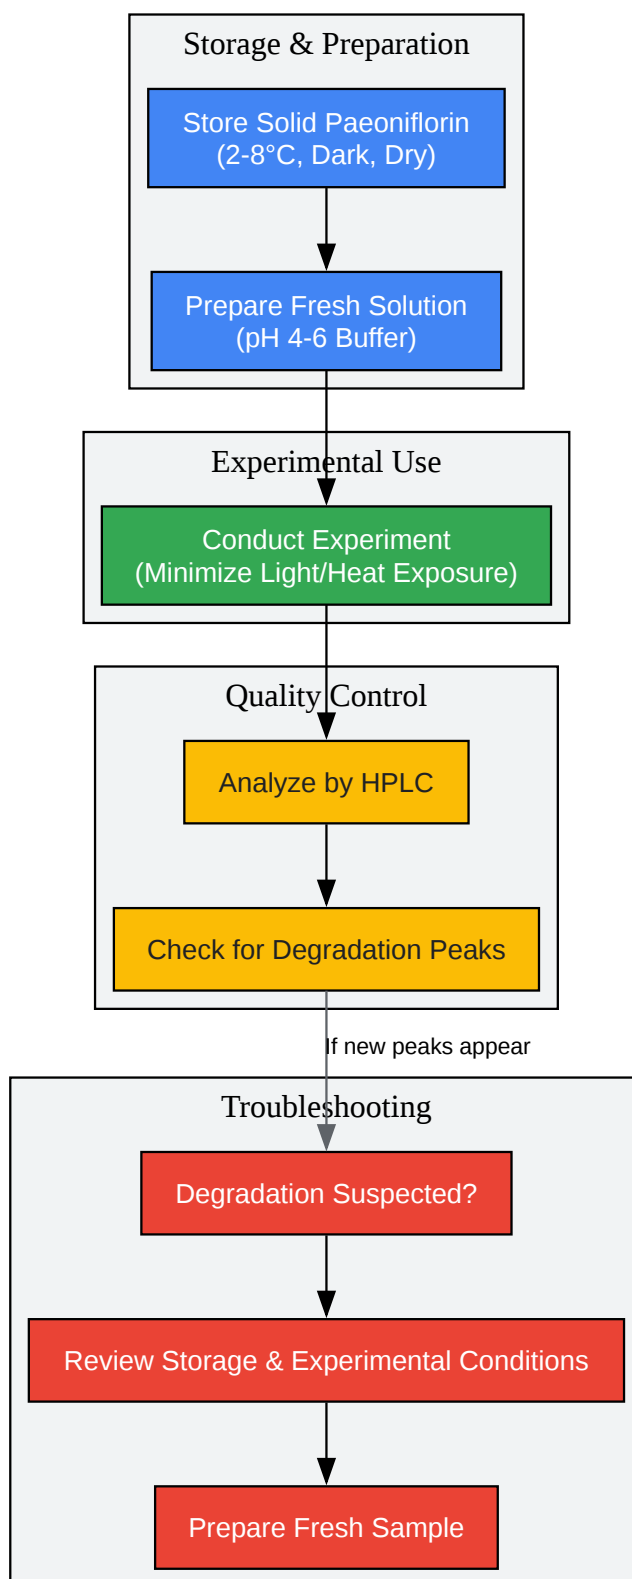 Storage & Preparation
Store Solid Paeoniflorin
(2-8°C, Dark, Dry)
Prepare Fresh Solution
(pH 4-6 Buffer)
Experimental Use
Conduct Experiment
(Minimize Light/Heat Exposure)
Quality Control
Analyze by HPLC
Check for Degradation Peaks
If new peaks appear
Troubleshooting
Degradation Suspected?
Review Storage & Experimental Conditions
Prepare Fresh Sample